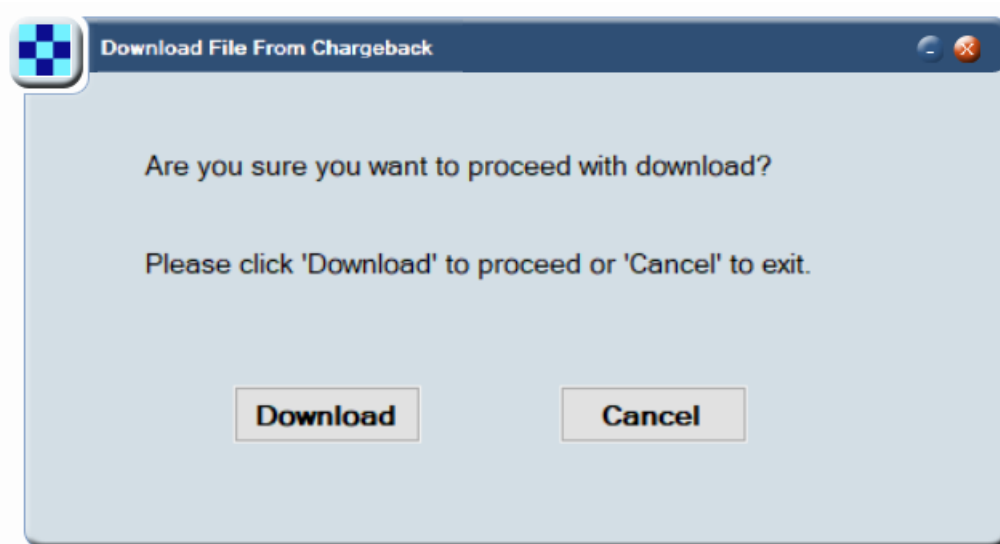 Download File From Chargeback
Are you sure you want to proceed with download?
Please click 'Download' to proceed or 'Cancel' to exit.
Download Cancel